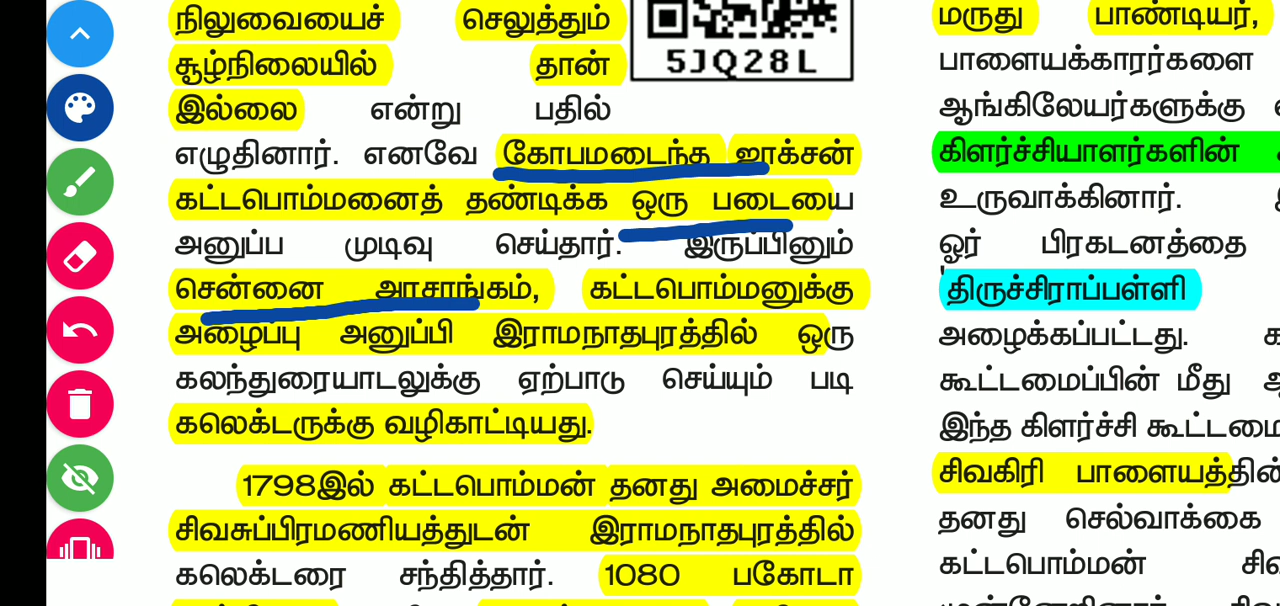 நிலுவையைச் செலுத்தும்
சூழ்நிலையில் தான்
இல்லை என்று பதில்
எழுதினார். எனவே கோபமடைந்த ஜாக்சன்
கட்டபொம்மனைத் தண்டிக்க ஒரு படையை
அனுப்ப முடிவு செய்தார். இருப்பினும்
சென்னை அரசாங்கம், கட்டபொம்மனுக்கு
அழைப்பு அனுப்பி இராமநாதபுரத்தில் ஒரு
கலந்துரையாடலுக்கு ஏற்பாடு செய்யும் படி
கலெக்டருக்கு வழிகாட்டியது.
1798இல் கட்டபொம்மன் தனது அமைச்சர்
சிவசுப்பிரமணியத்துடன் இராமநாதபுரத்தில்
கலெக்டரை சந்தித்தார். 1080 பகோடா
5JQ28L
மருது பாண்டியர்,
பாளையக்காரர்களை
ஆங்கிலேயர்களுக்கு
கிளர்ச்சியாளர்களின்
உருவாக்கினார்.
ஓர் பிரகடனத்தை
'திருச்சிராப்பள்ளி
அழைக்கப்பட்டது.
கூட்டமைப்பின் மீது
இந்த கிளர்ச்சி
சிவகிரி
தனது செல்வாக்கை
கட்டபொம்மன்